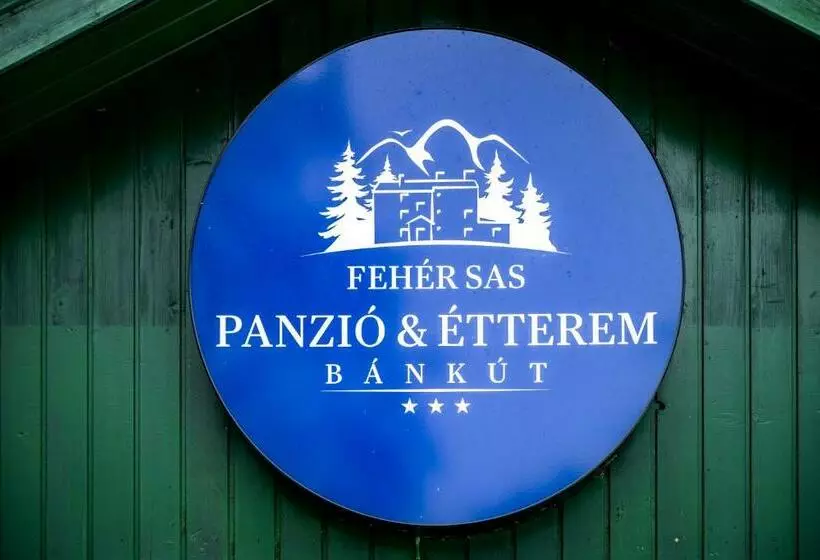 FEHÉR SAS
PANZIÓ & ÉTTEREM
BÁNKÚT